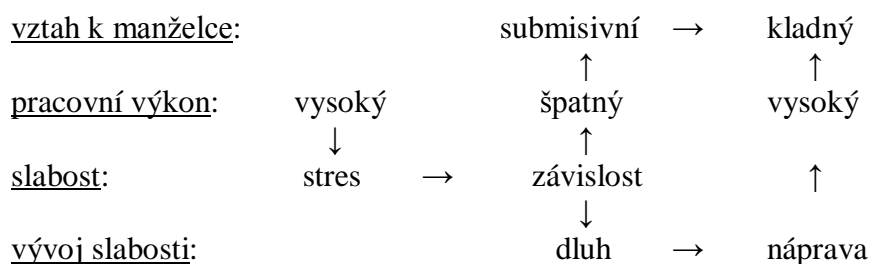 vztah k manželce: submisivní → kladný
↑ ↑
pracovní výkon: vysoký špatný vysoký
↓ ↑
slabost: stres → závislost ↑
↓
vývoj slabosti: dluh → náprava